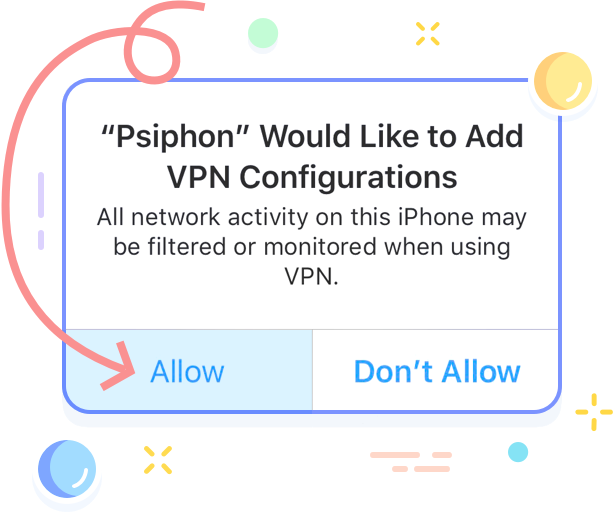 “Psiphon” Would Like to Add
VPN Configurations
All network activity on this iPhone may
be filtered or monitored when using
VPN.
Allow
Don’t Allow